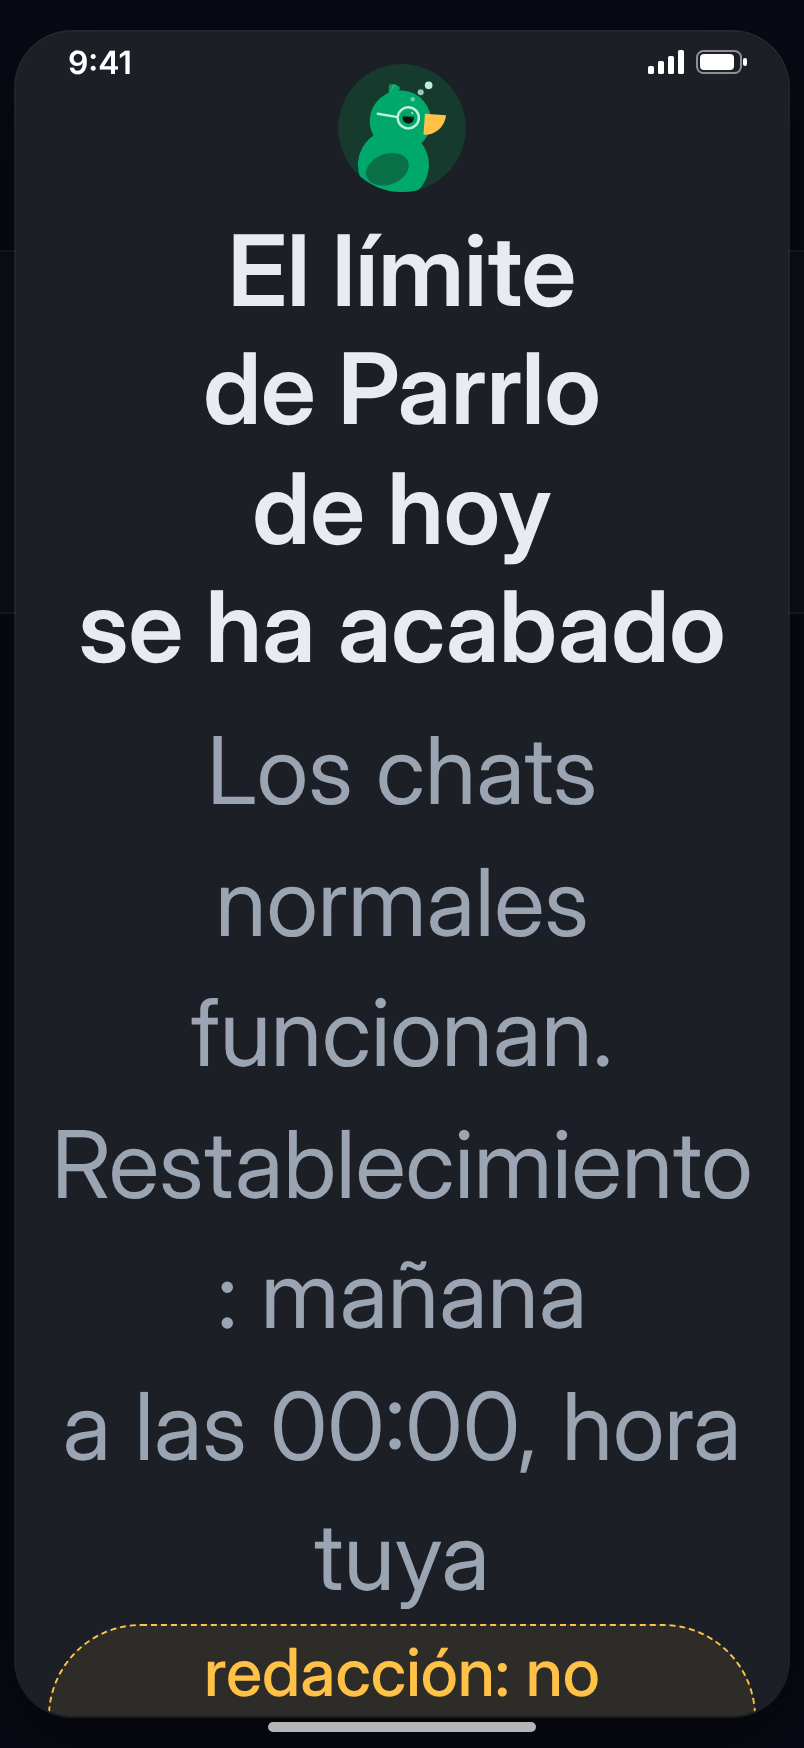 9:41
El límite
de Parrlo
de hoy
se ha acabado
Los chats
normales
funcionan.
Restablecimiento
: mañana
a las 00:00, hora
tuya
redacción: no